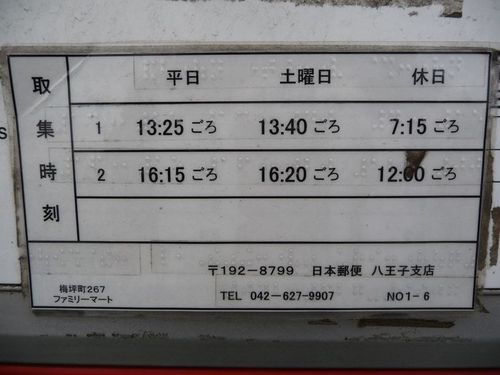 取集時刻
平日 土曜日 休日
1 13:25 ごろ 13:40 ごろ 7:15 ごろ
2 16:15 ごろ 16:20 ごろ 12:00 ごろ
〒192-8799 日本郵便 八王子支店
梅坪町267
ファミリーマート
TEL 042-627-9907 NO1-6